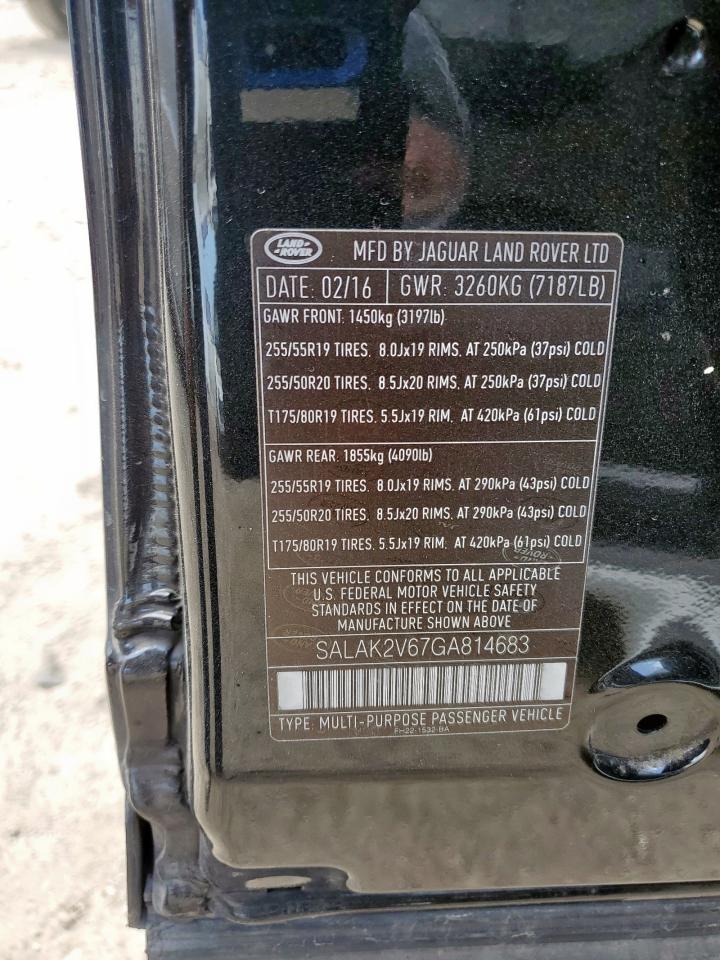 LAND ROVER
MFD BY JAGUAR LAND ROVER LTD
DATE: 02/16 GWR: 3260KG (7187LB)
GAWR FRONT: 1450kg (3197lb)
255/55R19 TIRES. 8.0Jx19 RIMS. AT 250kPa (37psi) COLD
255/50R20 TIRES. 8.5Jx20 RIMS. AT 250kPa (37psi) COLD
T175/80R19 TIRES. 5.5Jx19 RIM. AT 420kPa (61psi) COLD
GAWR REAR: 1855kg (4090lb)
255/55R19 TIRES. 8.0Jx19 RIMS. AT 290kPa (43psi) COLD
255/50R20 TIRES. 8.5Jx20 RIMS. AT 290kPa (43psi) COLD
T175/80R19 TIRES. 5.5Jx19 RIM. AT 420kPa (61psi) COLD
THIS VEHICLE CONFORMS TO ALL APPLICABLE
U.S. FEDERAL MOTOR VEHICLE SAFETY
STANDARDS IN EFFECT ON THE DATE OF
MANUFACTURE SHOWN ABOVE
SALAK2V67GA814683
TYPE: MULTI-PURPOSE PASSENGER VEHICLE
FH22-1532-BA